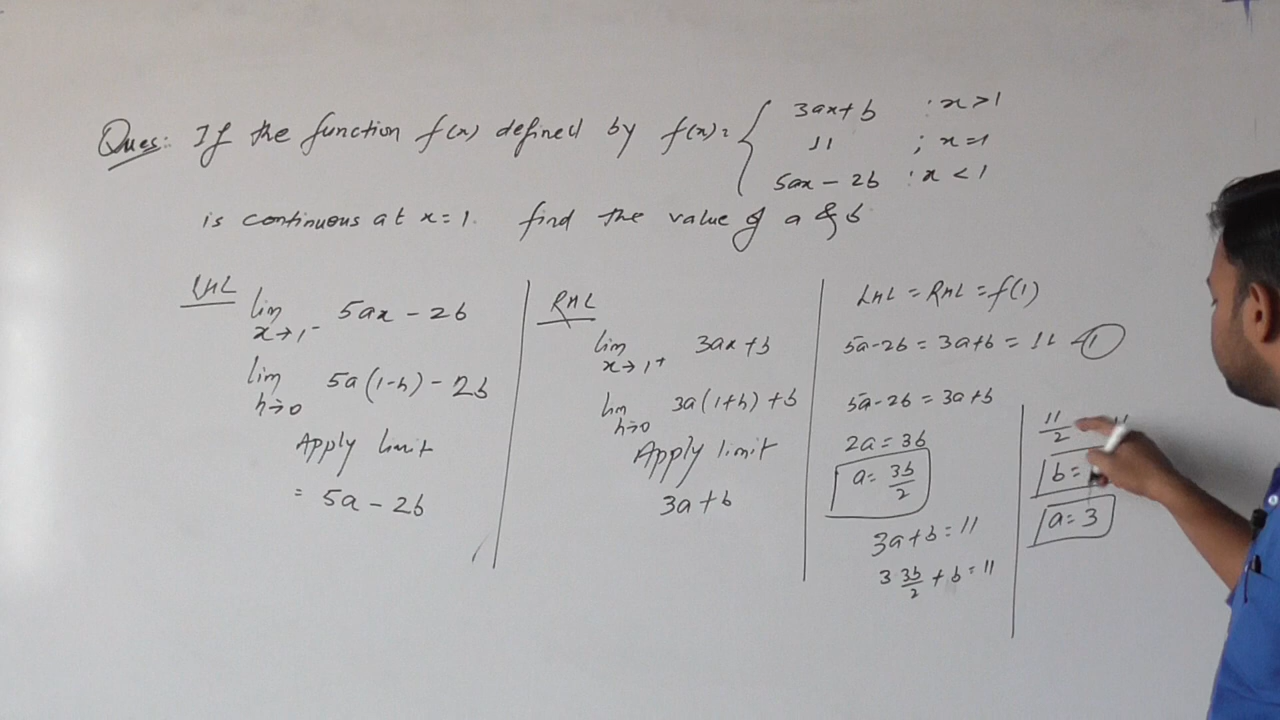 Ques: If the function f(x) defined by f(x) = { 3ax+b : x>1
11 ; x=1
5ax - 2b : x < 1
is continuous at x=1. find the value of a & b
LHL
lim x→1⁻ 5ax - 2b
lim h→0 5a(1-h) - 2b
Apply limit
= 5a - 2b
RHL
lim x→1⁺ 3ax+b
lim h→0 3a(1+h) + b
Apply limit
3a+b
LHL = RHL = f(1)
5a-2b = 3a+b = 11 - 1
5a-2b = 3a+b
2a = 3b
a = 3b/2
3a+b = 11
3 3b/2 + b = 11
11/2 11
b =
a = 3